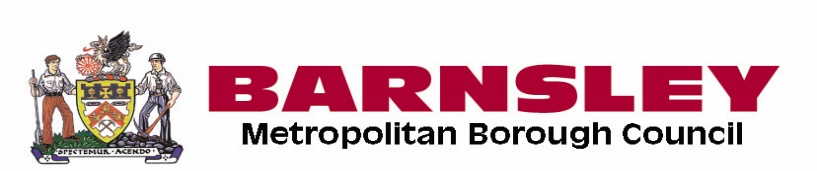 BARNSLEY
Metropolitan Borough Council
SPECTEMUR · AGENDO